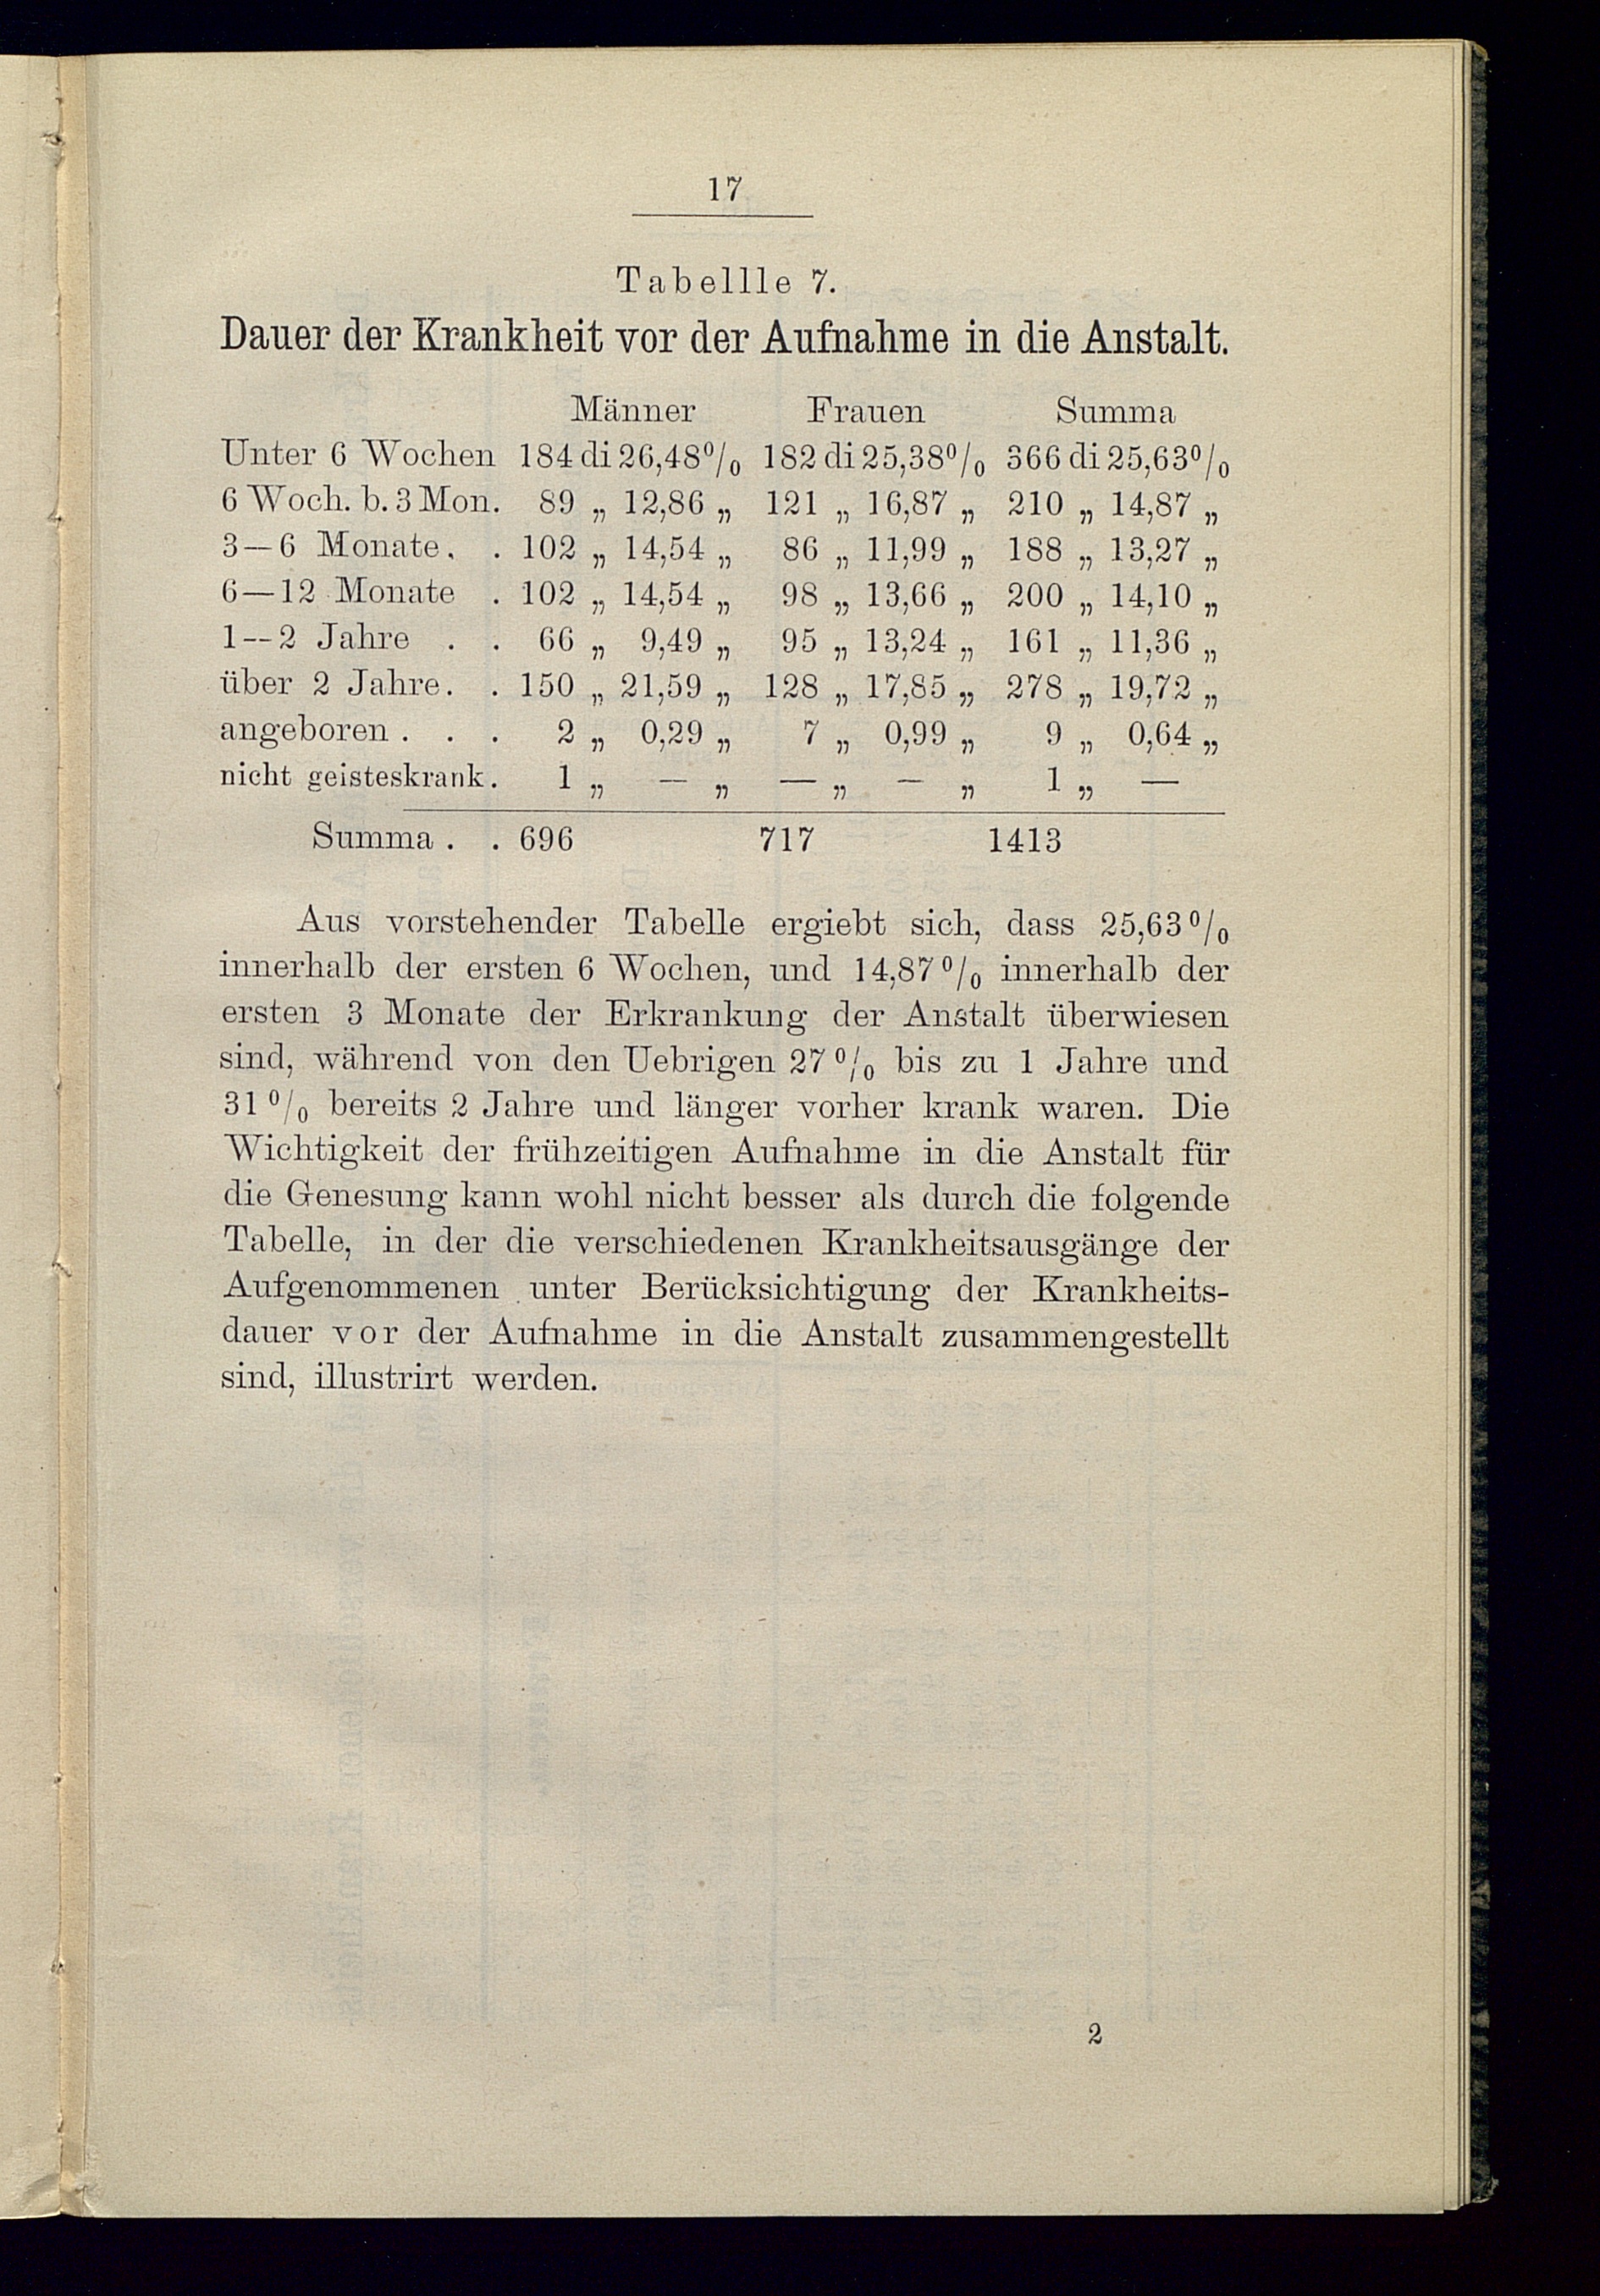 17
Tabellle 7.
Dauer der Krankheit vor der Aufnahme in die Anstalt.
Männer Frauen Summa
Unter 6 Wochen 184 di 26,48⁰/₀ 182 di 25,38⁰/₀ 366 di 25,63⁰/₀
6 Woch. b. 3 Mon. 89 „ 12,86 „ 121 „ 16,87 „ 210 „ 14,87 „
3—6 Monate. . 102 „ 14,54 „ 86 „ 11,99 „ 188 „ 13,27 „
6—12 Monate . 102 „ 14,54 „ 98 „ 13,66 „ 200 „ 14,10 „
1--2 Jahre . . 66 „ 9,49 „ 95 „ 13,24 „ 161 „ 11,36 „
über 2 Jahre. . 150 „ 21,59 „ 128 „ 17,85 „ 278 „ 19,72 „
angeboren . . . 2 „ 0,29 „ 7 „ 0,99 „ 9 „ 0,64 „
nicht geisteskrank. 1 „ — „ — „ — „ 1 „ —
Summa . . 696 717 1413
Aus vorstehender Tabelle ergiebt sich, dass 25,63⁰/₀
innerhalb der ersten 6 Wochen, und 14,87⁰/₀ innerhalb der
ersten 3 Monate der Erkrankung der Anstalt überwiesen
sind, während von den Uebrigen 27⁰/₀ bis zu 1 Jahre und
31⁰/₀ bereits 2 Jahre und länger vorher krank waren. Die
Wichtigkeit der frühzeitigen Aufnahme in die Anstalt für
die Genesung kann wohl nicht besser als durch die folgende
Tabelle, in der die verschiedenen Krankheitsausgänge der
Aufgenommenen unter Berücksichtigung der Krankheits-
dauer vor der Aufnahme in die Anstalt zusammengestellt
sind, illustrirt werden.
2